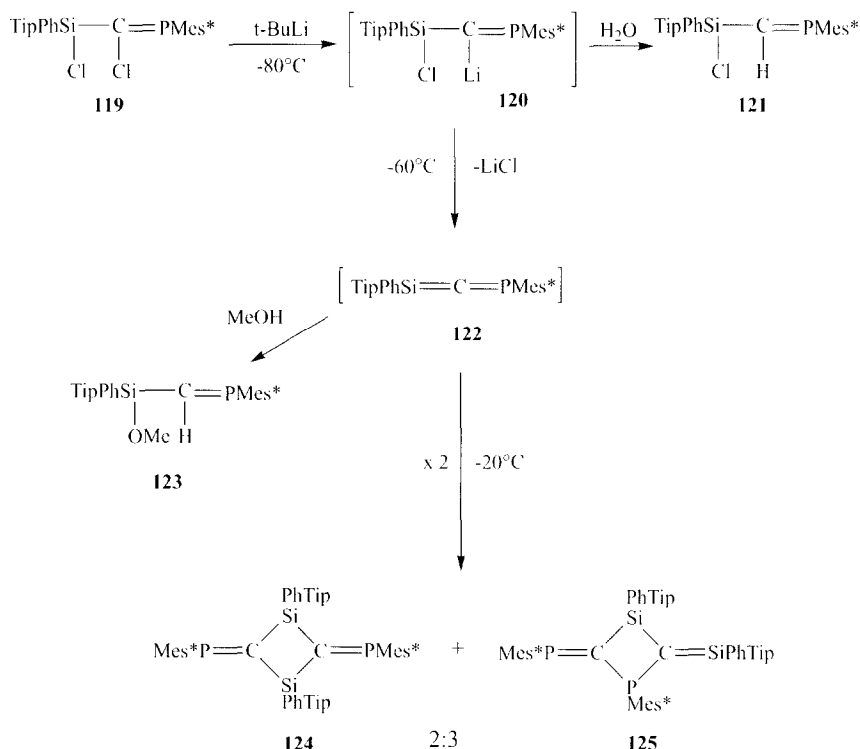 TipPhSi C PMes* t-BuLi TipPhSi C PMes* H₂O TipPhSi C PMes*
-80°C
Cl Cl Cl Li Cl H
119 120 121
-60°C -LiCl
TipPhSi C PMes*
MeOH
122
TipPhSi C PMes*
OMe H
x 2 -20°C
123
PhTip PhTip
Si Si
Mes*P C C PMes* + Mes*P C C SiPhTip
Si P
PhTip Mes*
124 2:3 125